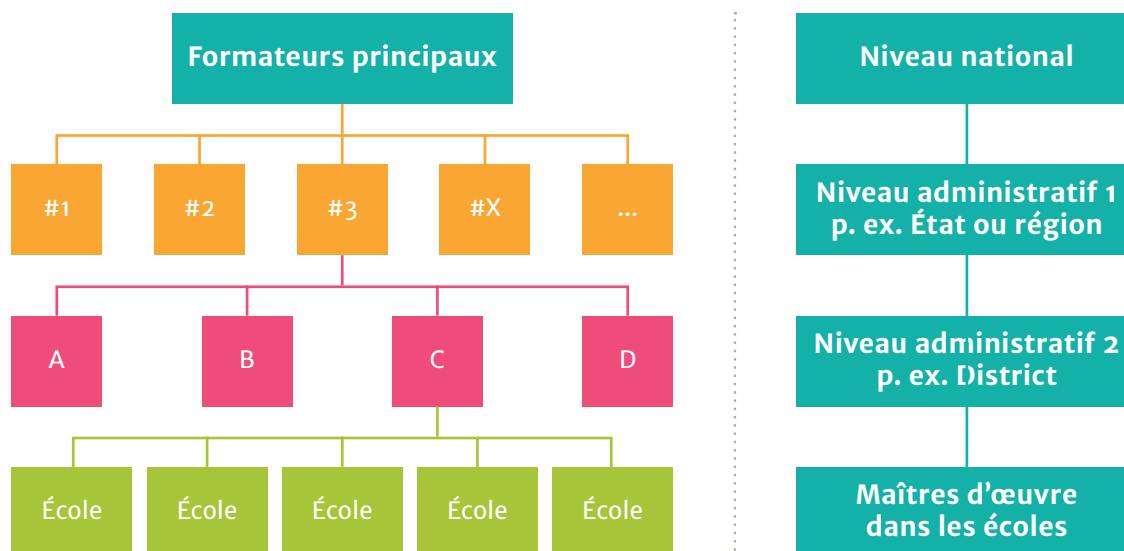 Formateurs principaux
Niveau national
#1
#2
#3
#X
...
Niveau administratif 1
p. ex. État ou région
A
B
C
D
Niveau administratif 2
p. ex. District
École
École
École
École
École
Maîtres d'œuvre
dans les écoles